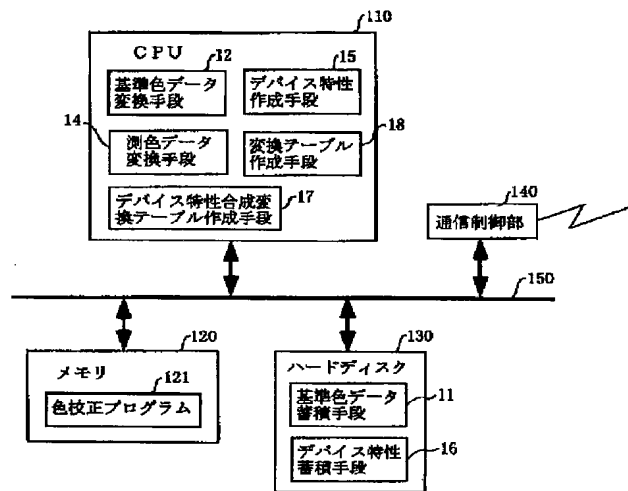 110
CPU
12
15
基準色データ
変換手段
デバイス特性
作成手段
14
18
測色データ
変換手段
変換テーブル
作成手段
17
デバイス特性合成変
換テーブル作成手段
140
通信制御部
150
120
130
メモリ
ハードディスク
121
色校正プログラム
基準色データ
蓄積手段
11
デバイス特性
蓄積手段
16